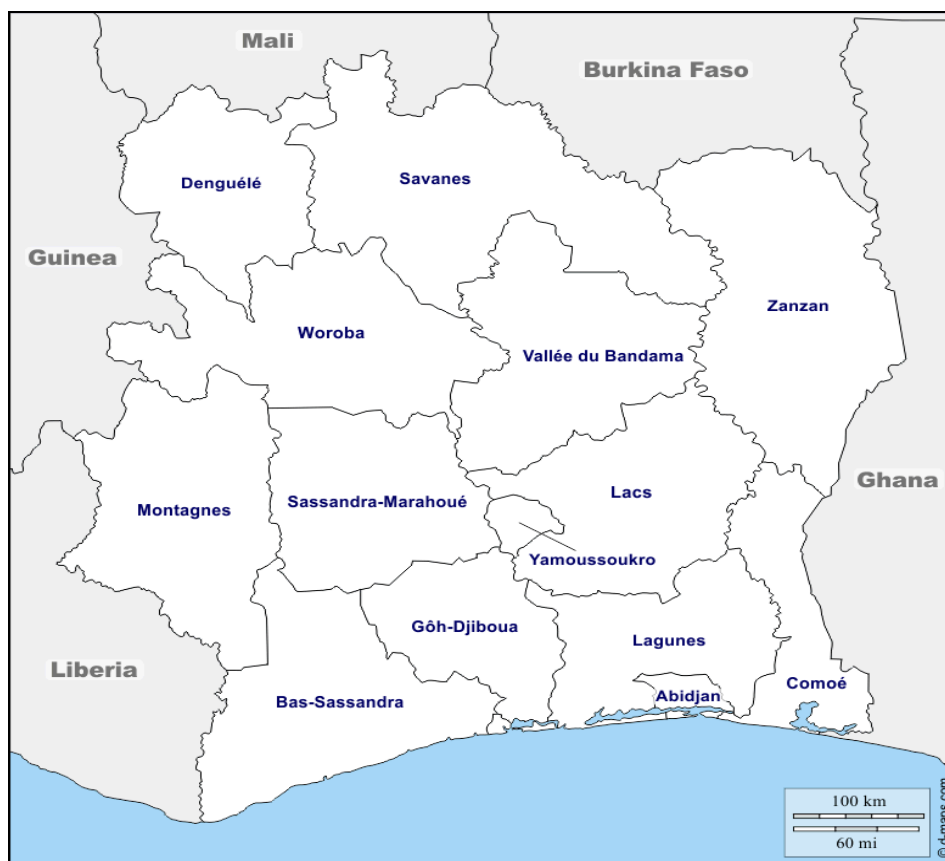 Mali
Burkina Faso
Denguélé
Savanes
Guinea
Zanzan
Woroba
Vallée du Bandama
Ghana
Lacs
Sassandra-Marahoué
Montagnes
Yamoussoukro
Gôh-Djiboua
Lagunes
Liberia
Comoé
Abidjan
Bas-Sassandra
100 km
60 mi
© d-maps.com